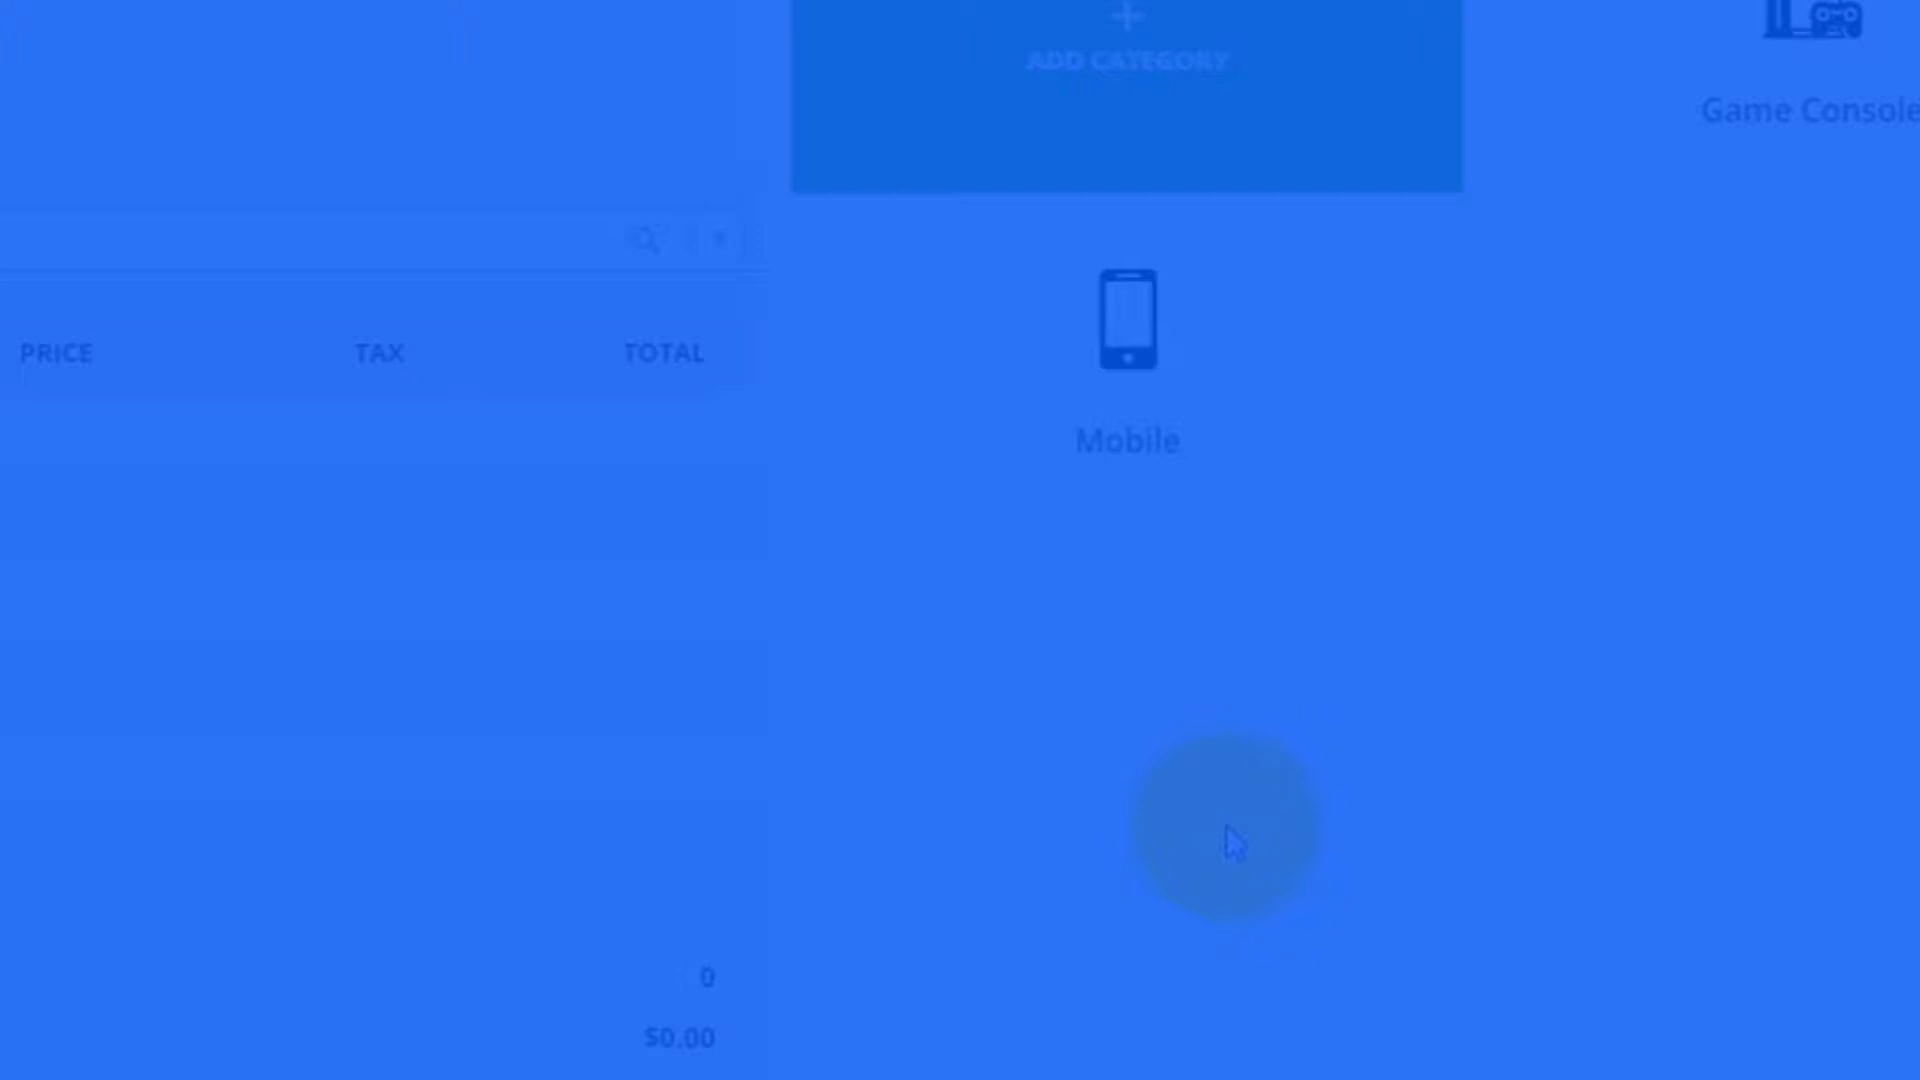 ADD CATEGORY
Game Console
PRICE TAX TOTAL
Mobile
0
$0.00